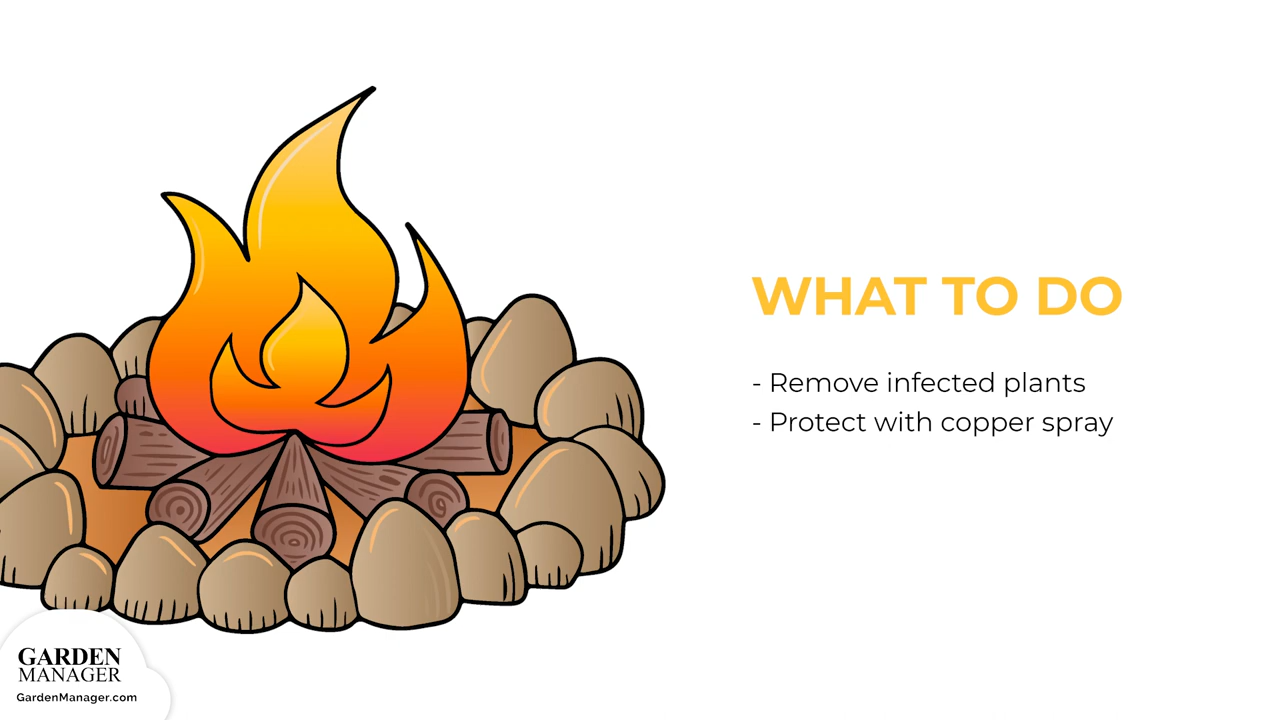 WHAT TO DO
- Remove infected plants
- Protect with copper spray
GARDEN
MANAGER
GardenManager.com